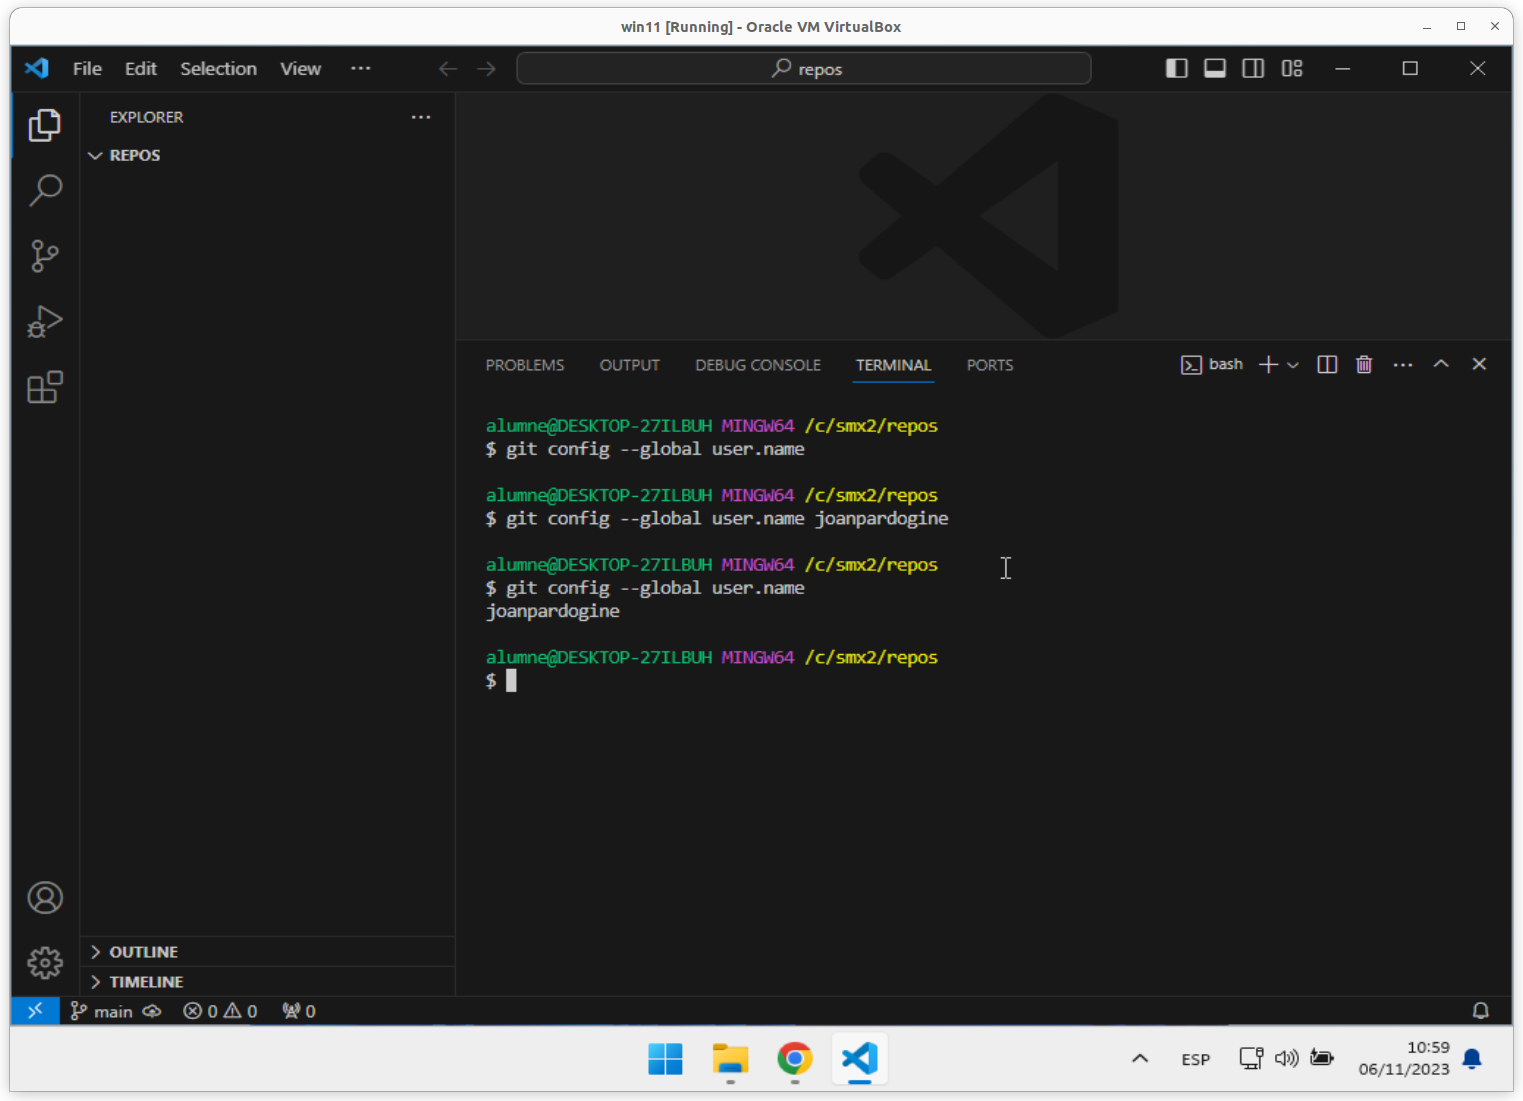 win11 [Running] - Oracle VM VirtualBox
File Edit Selection View ··· repos
EXPLORER ···
REPOS
PROBLEMS OUTPUT DEBUG CONSOLE TERMINAL PORTS bash ···
alumne@DESKTOP-27ILBUH MINGW64 /c/smx2/repos
$ git config --global user.name
alumne@DESKTOP-27ILBUH MINGW64 /c/smx2/repos
$ git config --global user.name joanpardogine
alumne@DESKTOP-27ILBUH MINGW64 /c/smx2/repos
$ git config --global user.name
joanpardogine
alumne@DESKTOP-27ILBUH MINGW64 /c/smx2/repos
$
OUTLINE
TIMELINE
main 0 0 0
ESP
10:59
06/11/2023